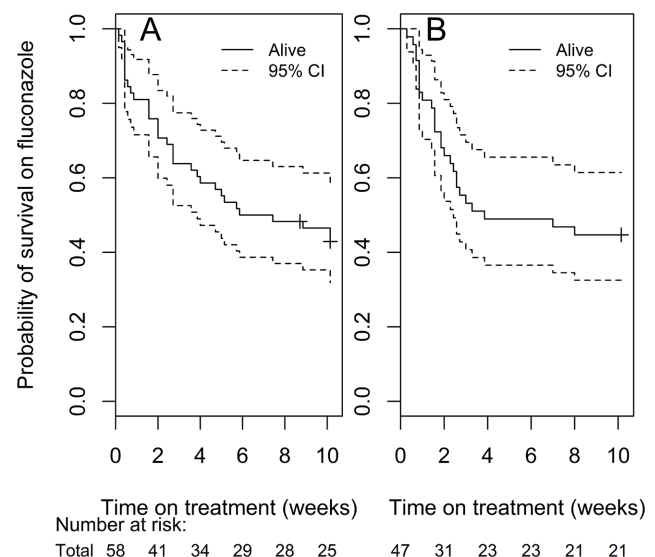 A
B
Alive
95% CI
Alive
95% CI
Probability of survival on fluconazole
1.0
0.8
0.6
0.4
0.2
0.0
1.0
0.8
0.6
0.4
0.2
0.0
0 2 4 6 8 10
0 2 4 6 8 10
Time on treatment (weeks)
Time on treatment (weeks)
Number at risk:
Total 58 41 34 29 28 25
47 31 23 23 21 21